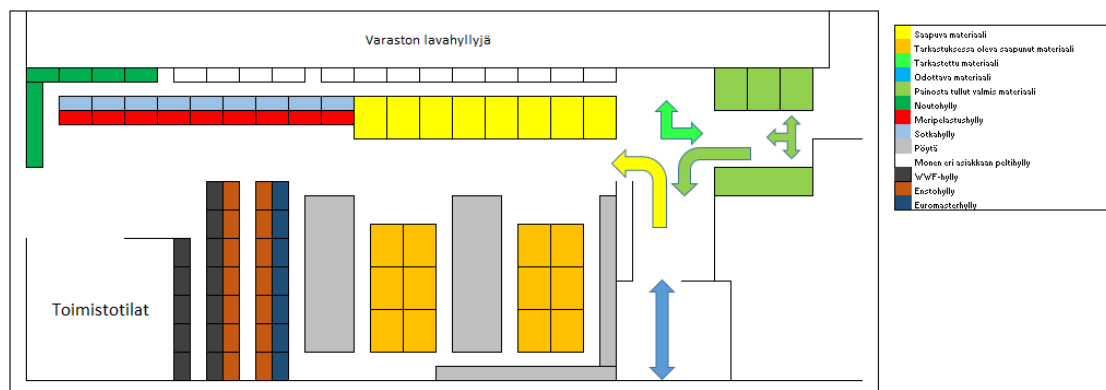 Varaston lavahyllyjä
Saapuva materiaali
Tarkastuksessa oleva saapunut materiaali
Tarkastettu materiaali
Odottava materiaali
Painosta tullut valmis materiaali
Noutohylly
Meripelastushylly
Sotkahylly
Pöytä
Monen eri asiakkaan peltihylly
WWF-hylly
Enstohylly
Euromasterhylly
Toimistotilat